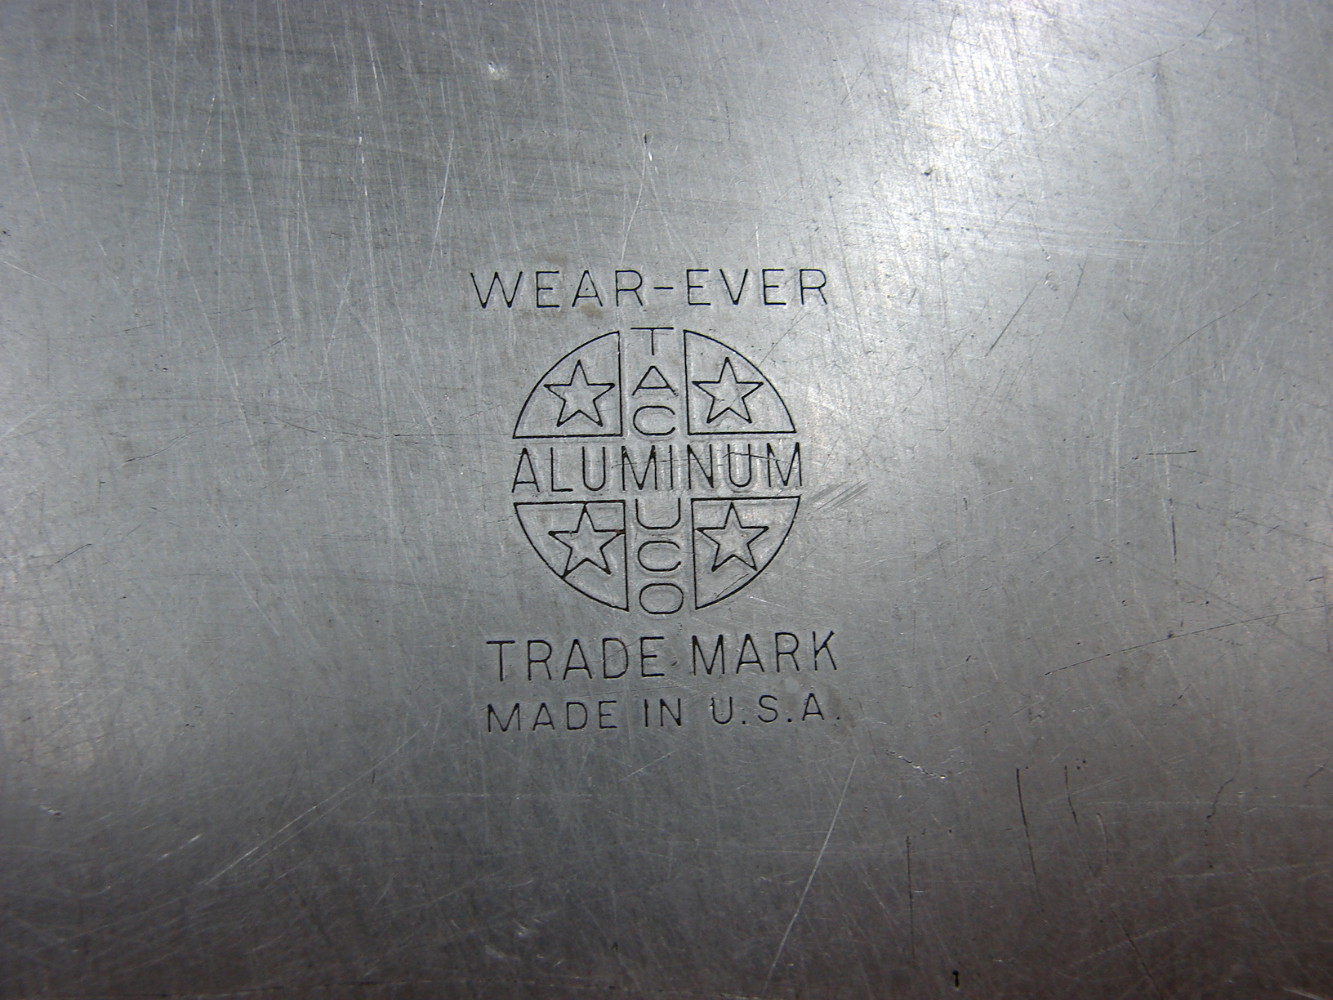 WEAR-EVER
TACUCO
ALUMINUM
TRADE MARK
MADE IN U.S.A.